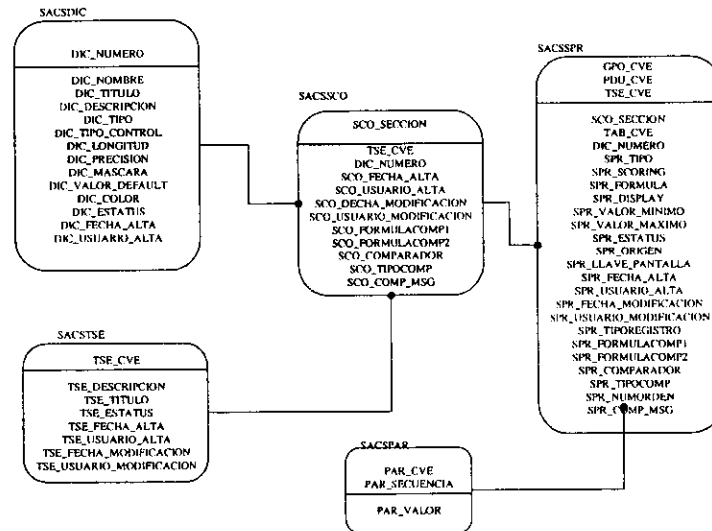 SACSDIC
DIC_NUMERO
DIC_NOMBRE
DIC_TITULO
DIC_DESCRIPCION
DIC_TIPO
DIC_TIPO_CONTROL
DIC_LONGITUD
DIC_PRECISION
DIC_MASCARA
DIC_VALOR_DEFAULT
DIC_COLOR
DIC_ESTATUS
DIC_FECHA_ALTA
DIC_USUARIO_ALTA
SACSSCO
SCO_SECCION
TSE_CVE
DIC_NUMERO
SCO_FECHA_ALTA
SCO_USUARIO_ALTA
SCO_DECHA_MODIFICACION
SCO_USUARIO_MODIFICACION
SCO_FORMULACOMP1
SCO_FORMULACOMP2
SCO_COMPARADOR
SCO_TIPOCOMP
SCO_COMP_MSG
SACSSPR
GPO_CVE
PDU_CVE
TSE_CVE
SCO_SECCION
TAB_CVE
DIC_NUMERO
SPR_TIPO
SPR_SCORING
SPR_FORMULA
SPR_DISPLAY
SPR_VALOR_MINIMO
SPR_VALOR_MAXIMO
SPR_ESTATUS
SPR_ORIGEN
SPR_LLAVE_PANTALLA
SPR_FECHA_ALTA
SPR_USUARIO_ALTA
SPR_FECHA_MODIFICACION
SPR_USUARIO_MODIFICACION
SPR_TIPOREGISTRO
SPR_FORMULACOMP1
SPR_FORMULACOMP2
SPR_COMPARADOR
SPR_TIPOCOMP
SPR_NUMORDEN
SPR_COMP_MSG
SACSTSE
TSE_CVE
TSE_DESCRIPCION
TSE_TITULO
TSE_ESTATUS
TSE_FECHA_ALTA
TSE_USUARIO_ALTA
TSE_FECHA_MODIFICACION
TSE_USUARIO_MODIFICACION
SACSPAR
PAR_CVE
PAR_SECUENCIA
PAR_VALOR